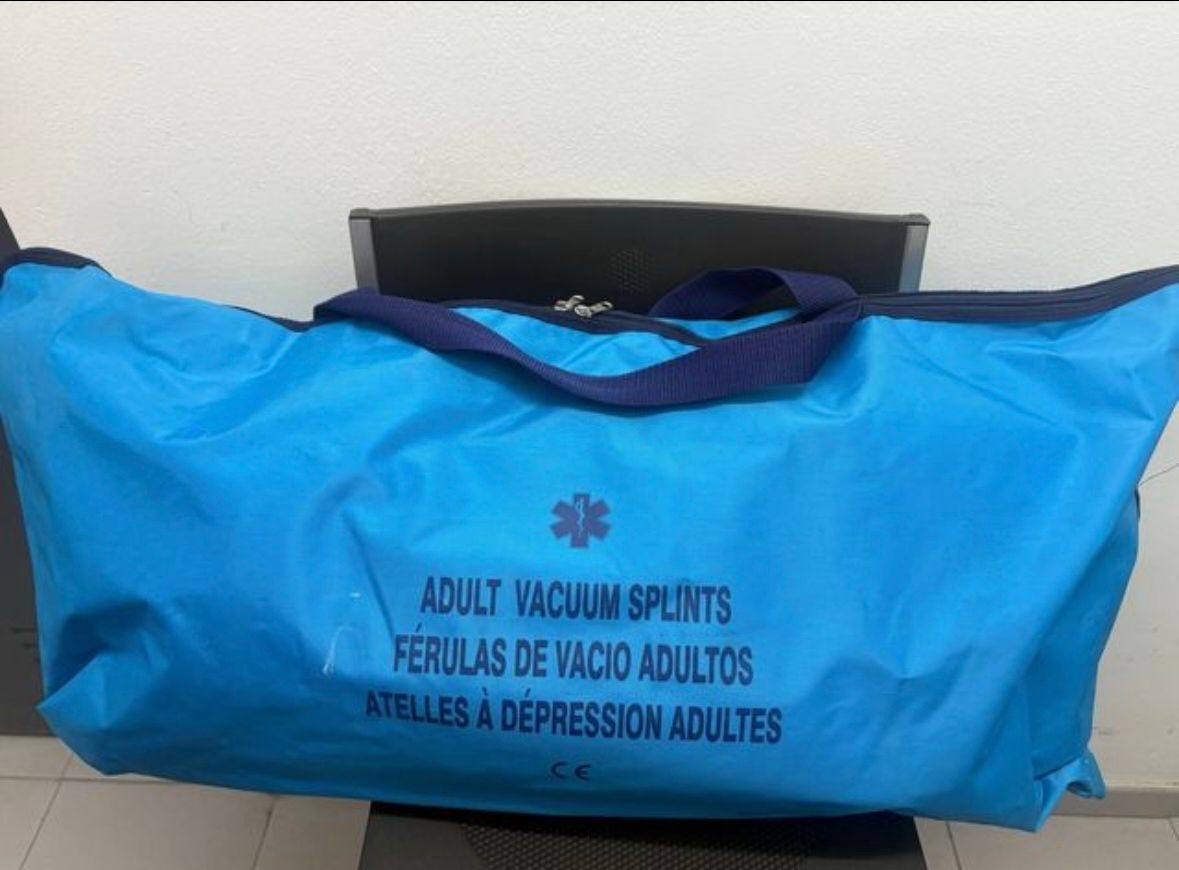 ADULT VACUUM SPLINTS
FÉRULAS DE VACIO ADULTOS
ATELLES À DÉPRESSION ADULTES
CE